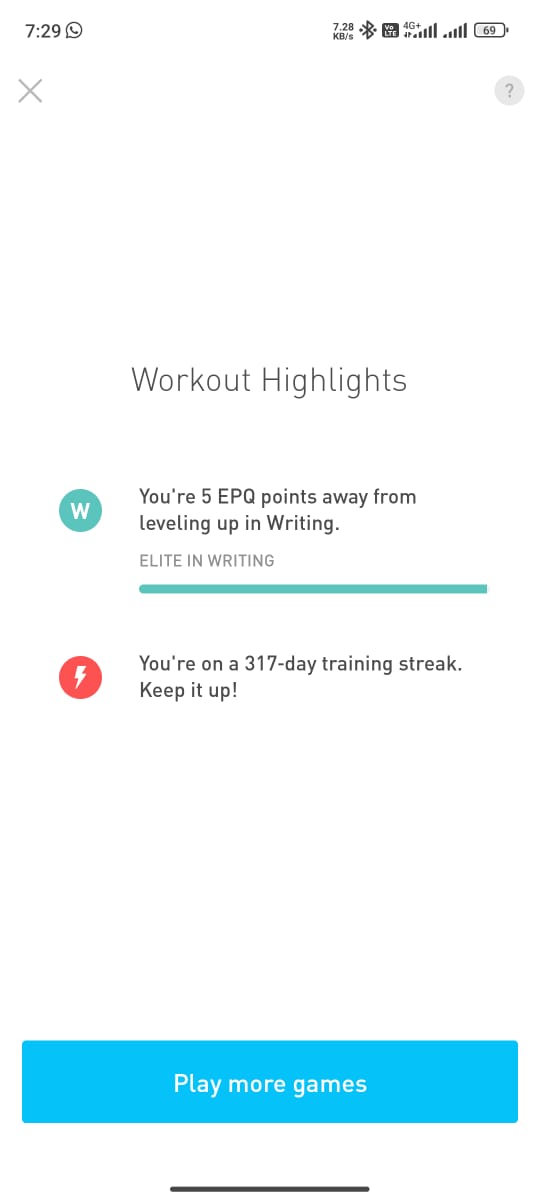 7:29
7.28
KB/s
Vo
LTE
4G+
69
?
Workout Highlights
W
You're 5 EPQ points away from
leveling up in Writing.
ELITE IN WRITING
You're on a 317-day training streak.
Keep it up!
Play more games